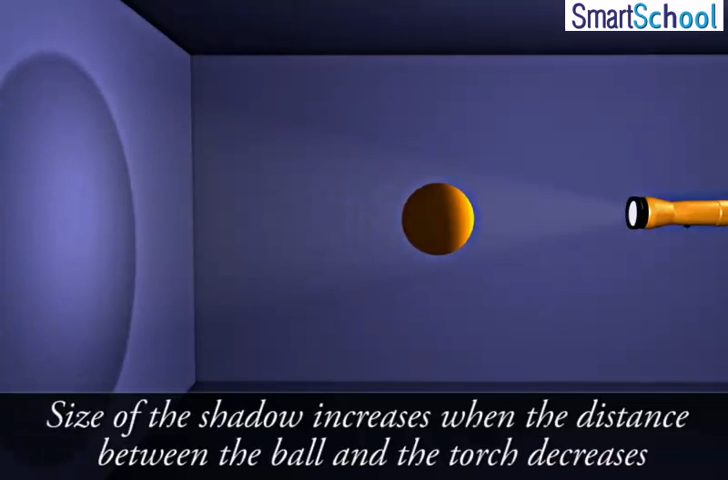 SmartSchool
Size of the shadow increases when the distance
between the ball and the torch decreases